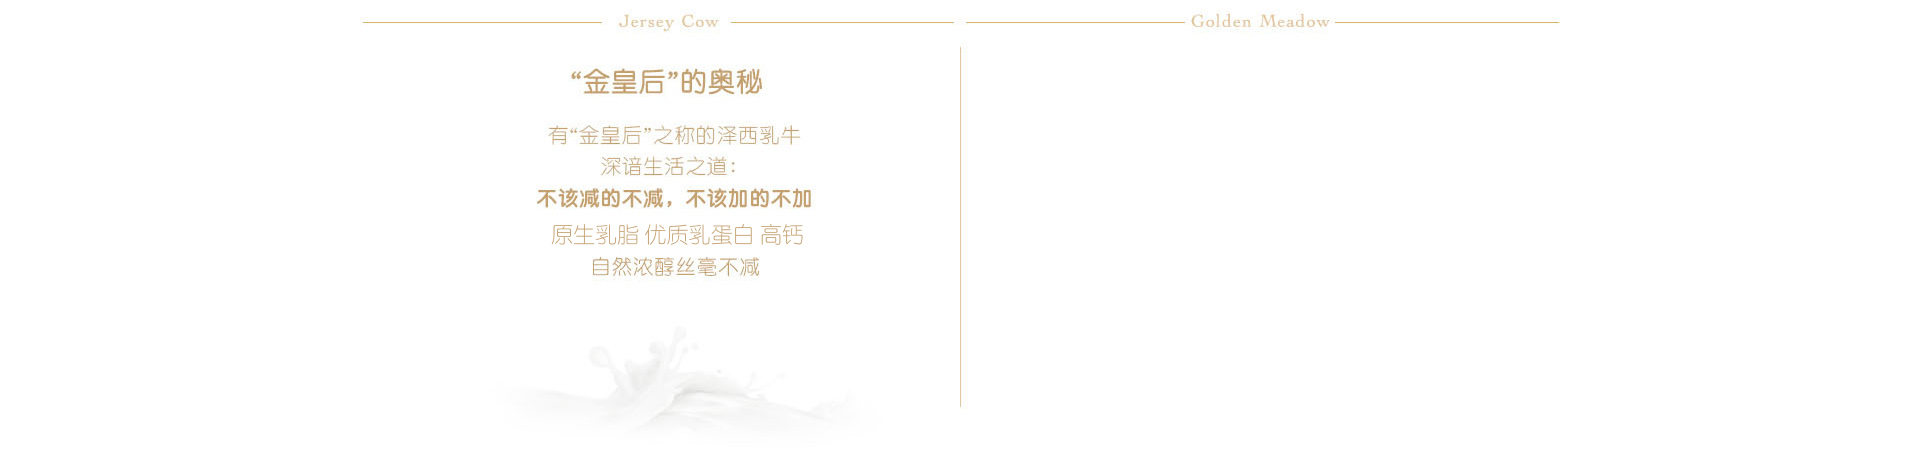 Jersey Cow
Golden Meadow
“金皇后”的奥秘
有“金皇后”之称的泽西乳牛
深谙生活之道：
不该减的不减，不该加的不加
原生乳脂 优质乳蛋白 高钙
自然浓醇丝毫不减